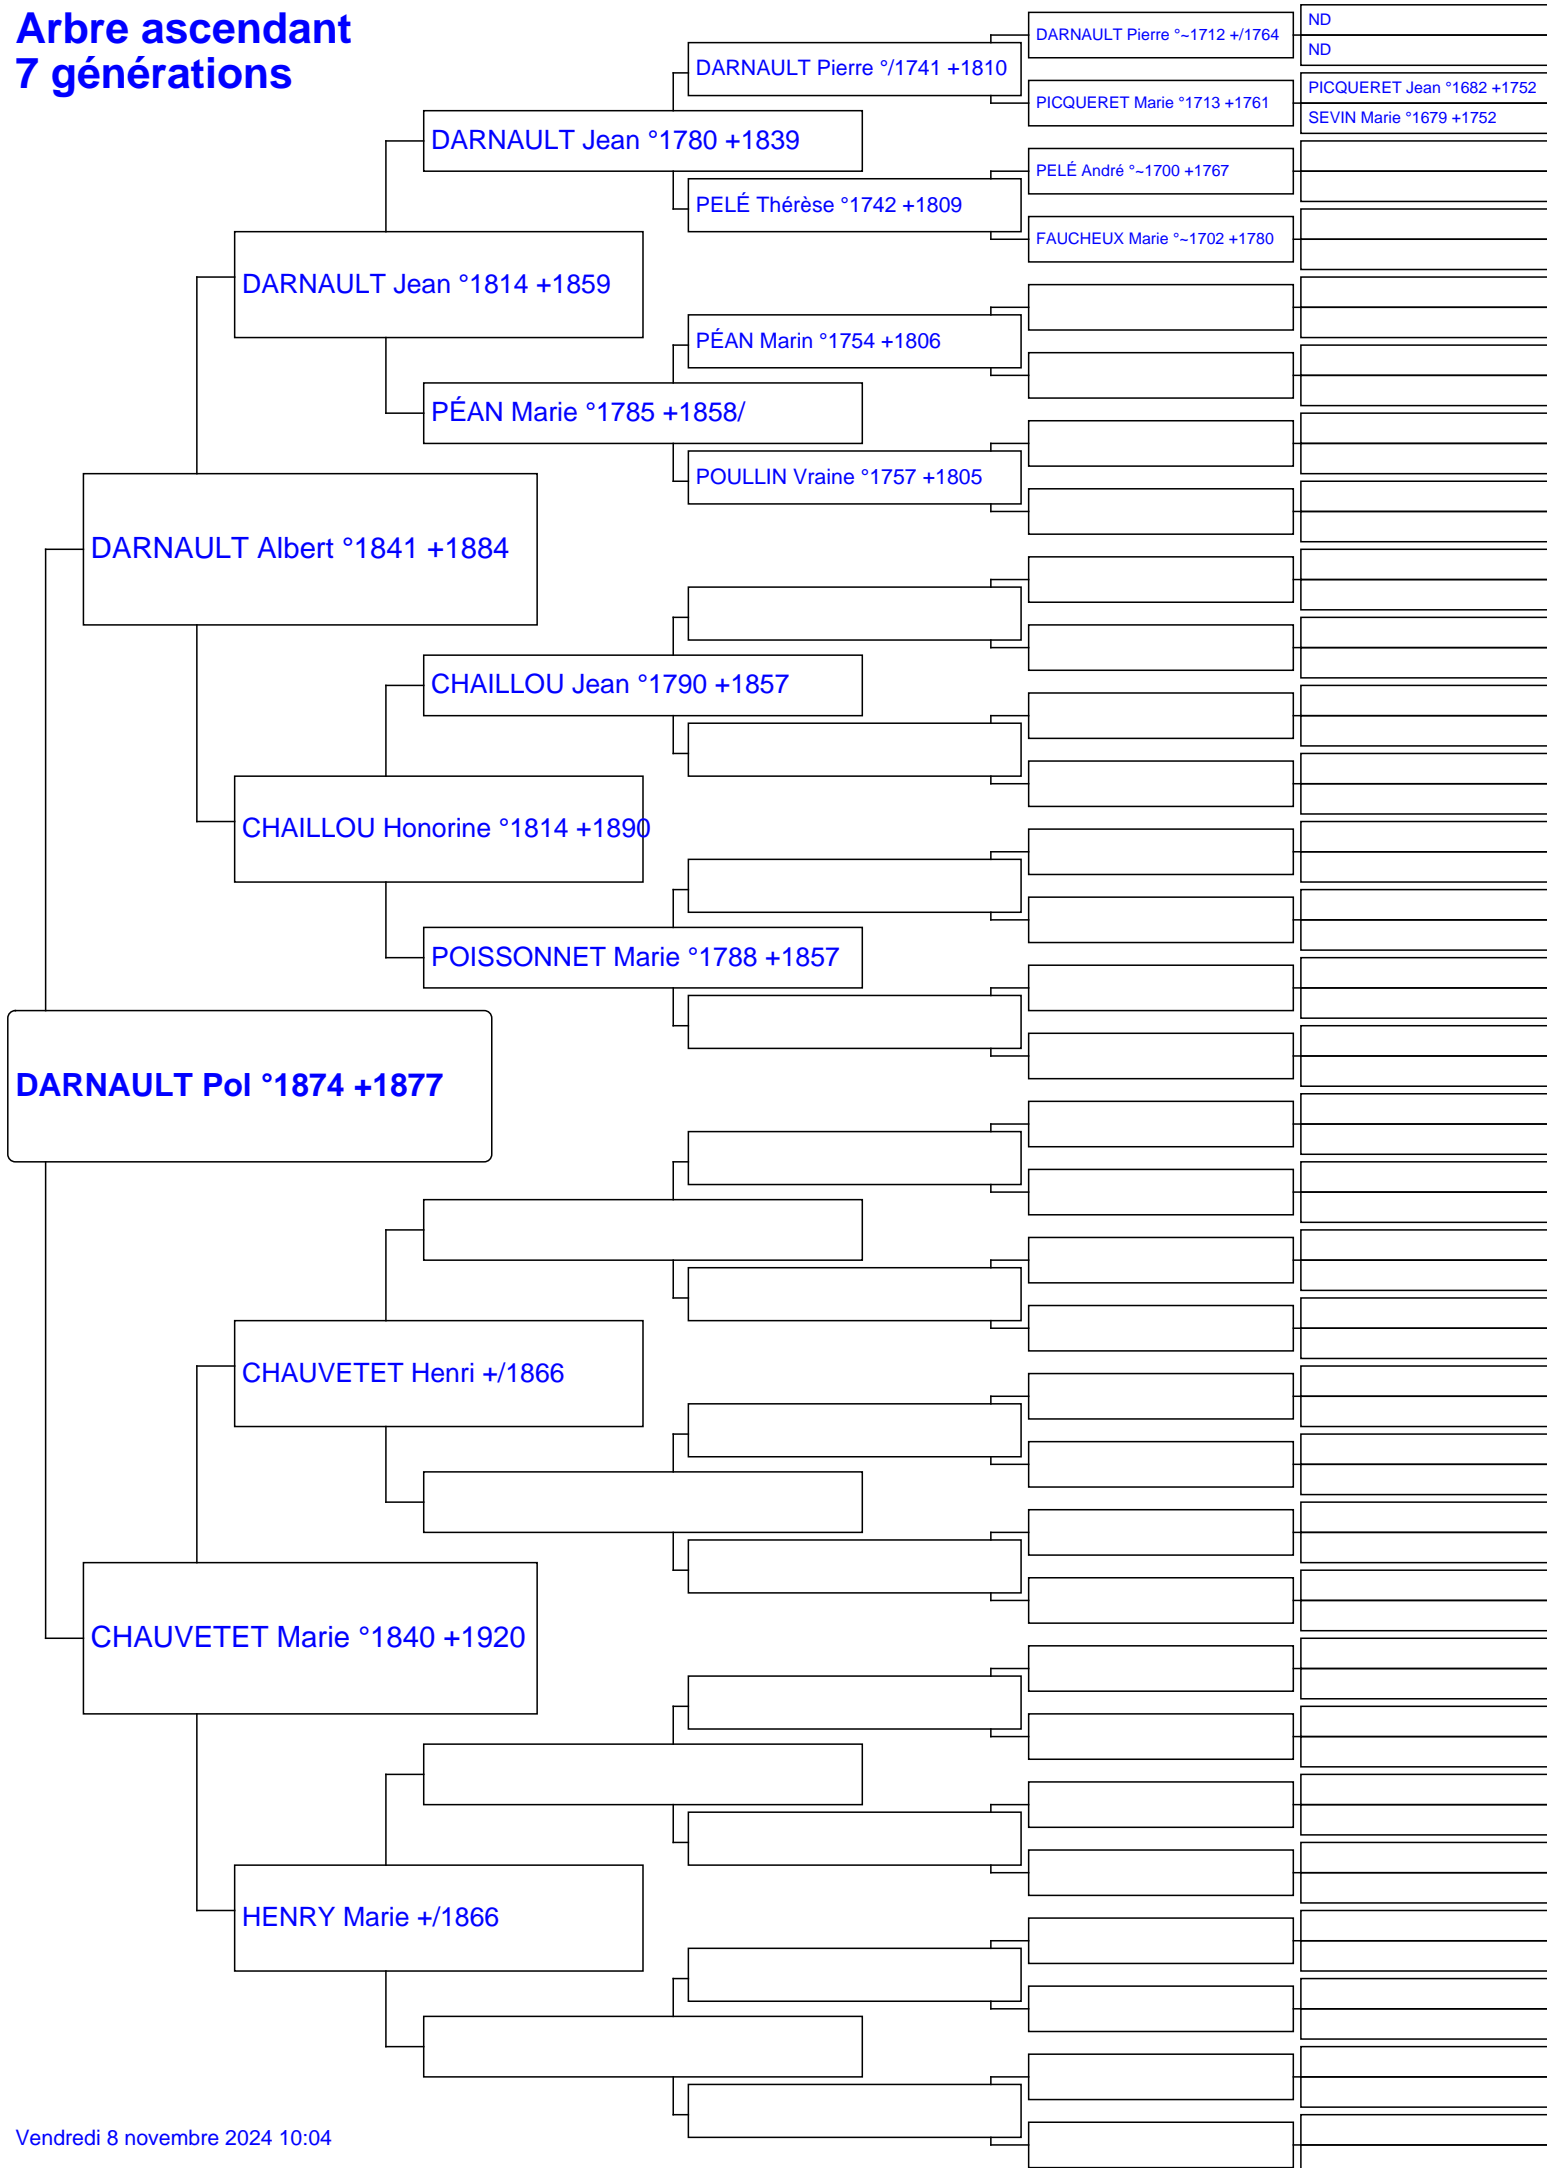 Arbre ascendant
7 générations
ND
DARNAULT Pierre °~1712 +/1764
ND
DARNAULT Pierre °/1741 +1810
PICQUERET Jean °1682 +1752
PICQUERET Marie °1713 +1761
SEVIN Marie °1679 +1752
DARNAULT Jean °1780 +1839
PELÉ André °~1700 +1767
PELÉ Thérèse °1742 +1809
FAUCHEUX Marie °~1702 +1780
DARNAULT Jean °1814 +1859
PÉAN Marin °1754 +1806
PÉAN Marie °1785 +1858/
POULLIN Vraine °1757 +1805
DARNAULT Albert °1841 +1884
CHAILLOU Jean °1790 +1857
CHAILLOU Honorine °1814 +1890
POISSONNET Marie °1788 +1857
DARNAULT Pol °1874 +1877
CHAUVETET Henri +/1866
CHAUVETET Marie °1840 +1920
HENRY Marie +/1866
Vendredi 8 novembre 2024 10:04